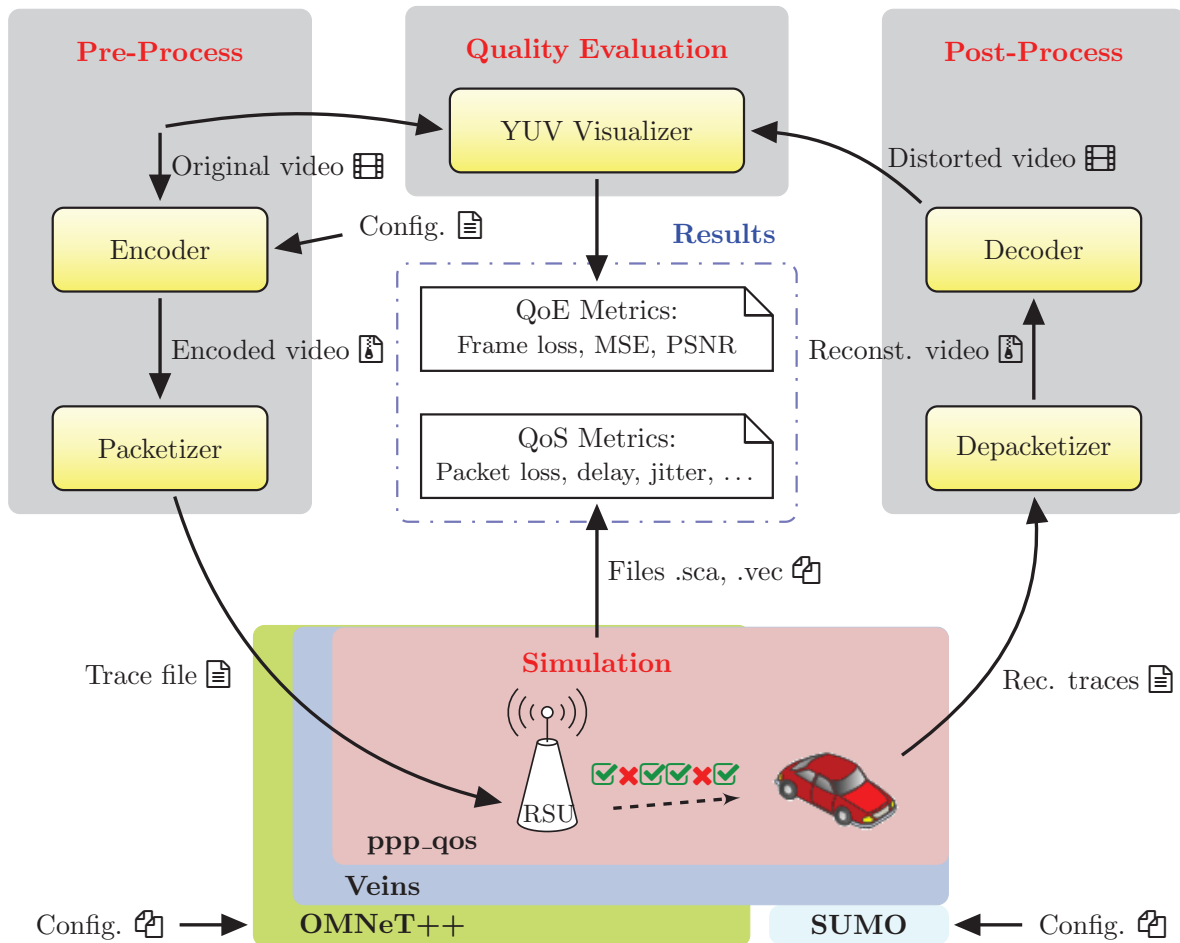 Pre-Process
Quality Evaluation
Post-Process
YUV Visualizer
Original video
Distorted video
Config.
Encoder
Results
Decoder
QoE Metrics:
Frame loss, MSE, PSNR
Encoded video
Reconst. video
Packetizer
QoS Metrics:
Packet loss, delay, jitter, ...
Depacketizer
Files .sca, .vec
Simulation
Trace file
Rec. traces
RSU
ppp_qos
Veins
OMNeT++
SUMO
Config.
Config.